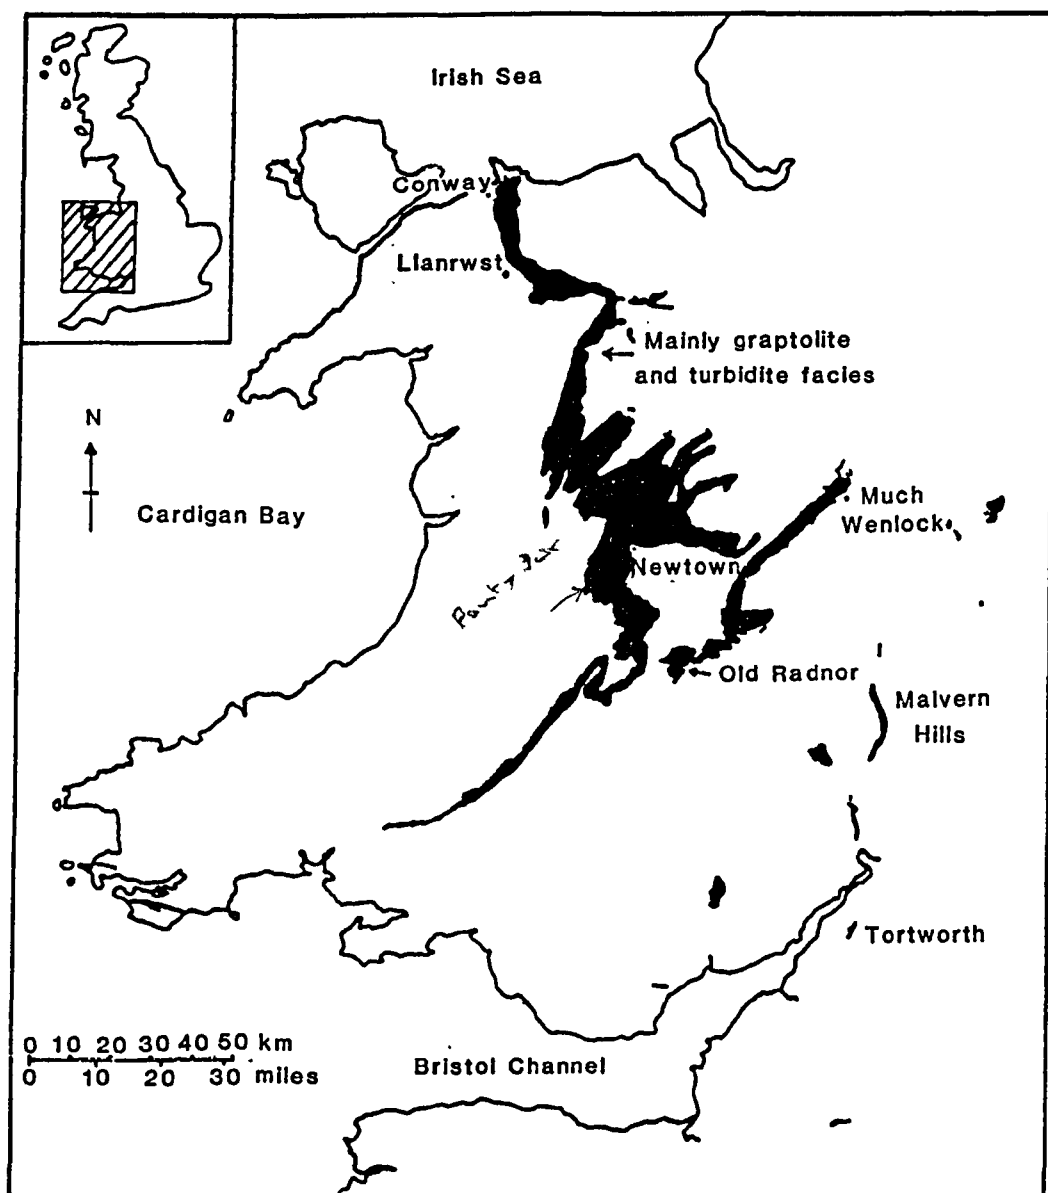 Irish Sea
Conway
Llanrwst
Mainly graptolite
and turbidite facies
N
Cardigan Bay
Much
Wenlock
Newtown
Old Radnor
Malvern
Hills
Tortworth
0 10 20 30 40 50 km
0 10 20 30 miles
Bristol Channel